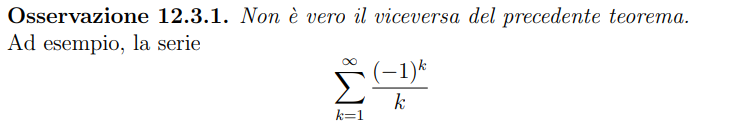 Osservazione 12.3.1. Non è vero il viceversa del precedente teorema.
Ad esempio, la serie
∞
∑ (−1)^k / k
k=1